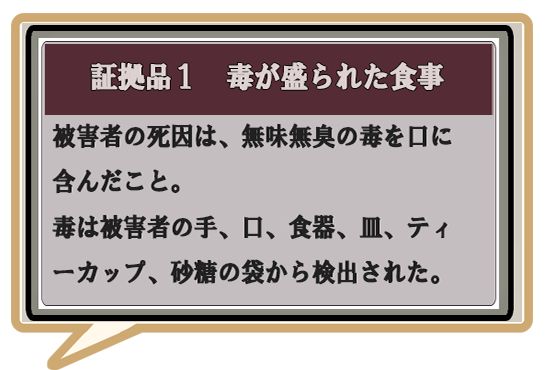 証拠品１　毒が盛られた食事
被害者の死因は、無味無臭の毒を口に
含んだこと。
毒は被害者の手、口、食器、皿、ティ
ーカップ、砂糖の袋から検出された。